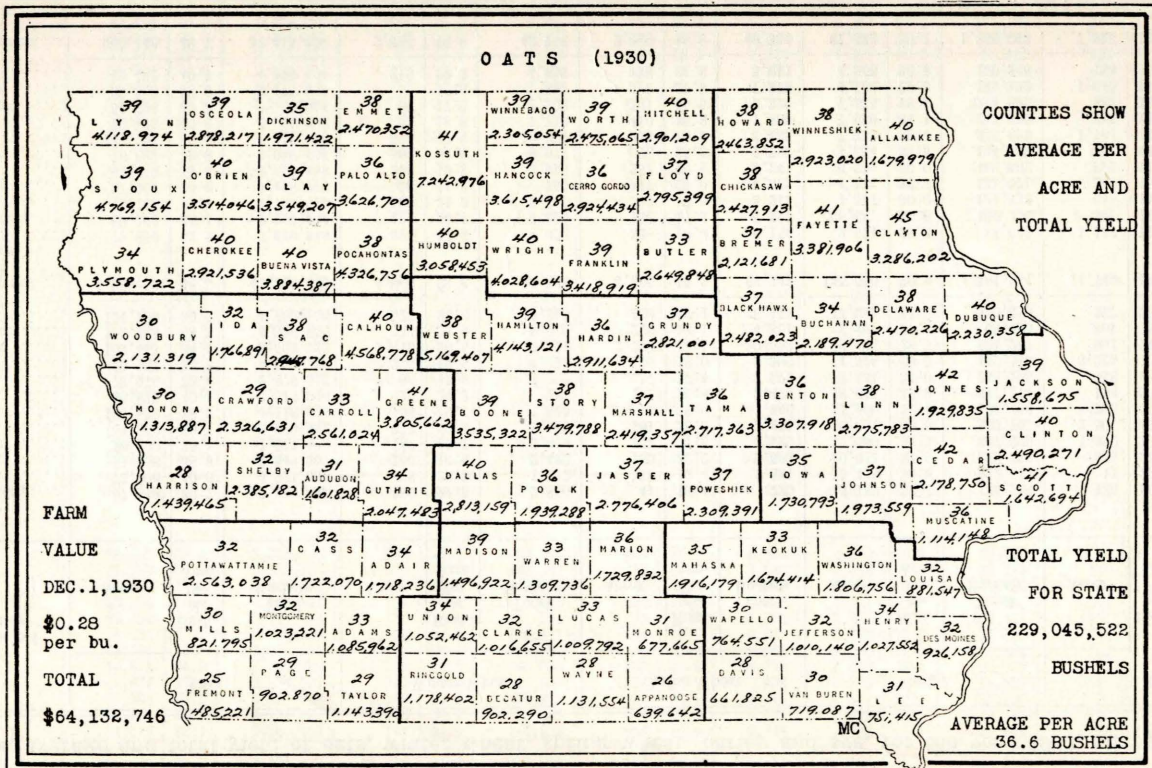 OATS (1930)
COUNTIES SHOW
AVERAGE PER
ACRE AND
TOTAL YIELD
39
LYON
4.118.974
39
OSCEOLA
2.878.217
35
DICKINSON
1.971.422
38
EMMET
2.470352
41
KOSSUTH
7.242.976
39
WINNEBAGO
2.305,054
39
WORTH
2.475,065
40
MITCHELL
2.901,209
38
HOWARD
2463,852
38
WINNESHIEK
2.923,020
40
ALLAMAKEE
1.679,979
39
SIOUX
4.769,154
40
O'BRIEN
3.514.046
39
CLAY
3.549,207
36
PALO ALTO
3.626,700
39
HANCOCK
3.615,498
36
CERRO GORDO
2.924,434
37
FLOYD
2.795,399
38
CHICKASAW
2.427,913
41
FAYETTE
3.381,906
45
CLAYTON
3.286,202
34
PLYMOUTH
3.558,722
40
CHEROKEE
2.921,536
40
BUENA VISTA
3.884.387
38
POCAHONTAS
4.326,756
40
HUMBOLDT
3.058,453
40
WRIGHT
4.028,604
39
FRANKLIN
3.418,919
33
BUTLER
2.649,848
37
BREMER
2.121,681
30
WOODBURY
2.131.319
32
IDA
1.766,891
38
SAC
768
40
CALHOUN
4.568,778
38
WEBSTER
5,169.407
39
HAMILTON
4.143,121
36
HARDIN
2.911,634
37
GRUNDY
2.821.001
37
BLACK HAWK
2.482.023
34
BUCHANAN
2.189.470
38
DELAWARE
2.470,226
40
DUBUQUE
2.230.358
30
MONONA
1.313,887
29
CRAWFORD
2.326,631
33
CARROLL
2.561.024
41
GREENE
3.805,662
39
BOONE
3.535,322
38
STORY
3.479.788
37
MARSHALL
2.419,357
36
TAMA
2.717,363
36
BENTON
3.307.918
38
LINN
2.775,783
42
JONES
1.929,835
39
JACKSON
1.558,675
28
HARRISON
1.439,465
32
SHELBY
2.385,182
31
AUDUBON
1.601.828
34
GUTHRIE
2.047,483
40
DALLAS
2,813,159
36
POLK
1.939,288
37
JASPER
2.776,406
37
POWESHIEK
2.309,391
35
IOWA
1.730,793
37
JOHNSON
1.973,559
42
CEDAR
2.178,750
40
CLINTON
2.490,271
41
SCOTT
1.642,694
36
MUSCATINE
1.114,148
32
POTTAWATTAMIE
2.563,038
32
CASS
1.722,070
34
ADAIR
1.718,236
39
MADISON
1.496,922
33
WARREN
1.309,736
36
MARION
1.729,832
35
MAHASKA
1.916,179
33
KEOKUK
1.674,414
36
WASHINGTON
1.806,756
32
LOUISA
881,547
30
MILLS
821.795
32
MONTGOMERY
1.023,221
33
ADAMS
1.085,962
34
UNION
1.052,462
32
CLARKE
1.016,655
33
LUCAS
1.009,792
31
MONROE
677,665
30
WAPELLO
764.551
32
JEFFERSON
1.010,140
34
HENRY
1.027.552
32
DES MOINES
926,158
25
FREMONT
485,221
29
PAGE
902.870
29
TAYLOR
1.143,390
31
RINGGOLD
1,178,402
28
DECATUR
902,290
28
WAYNE
1.131,554
26
APPANOOSE
639,642
28
DAVIS
661.825
30
VAN BUREN
719,087
31
LEE
751,415
MC
FARM
VALUE
DEC.1,1930
$0.28
per bu.
TOTAL
$64,132,746
TOTAL YIELD
FOR STATE
229,045,522
BUSHELS
AVERAGE PER ACRE
36.6 BUSHELS